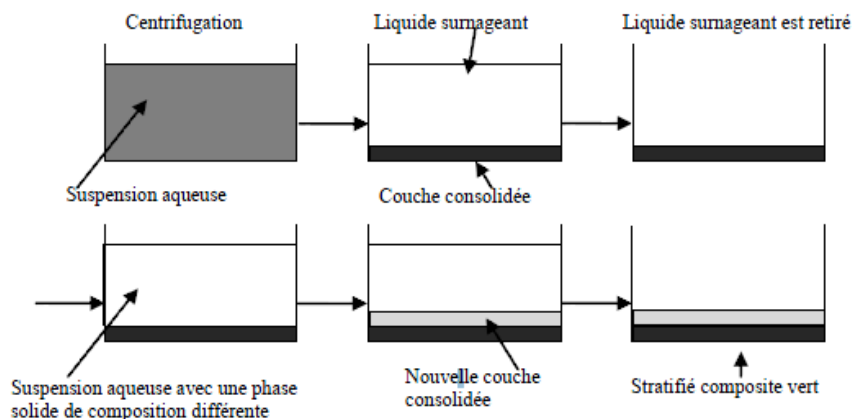 Centrifugation
Liquide surnageant
Liquide surnageant est retiré
Suspension aqueuse
Couche consolidée
Suspension aqueuse avec une phase
solide de composition différente
Nouvelle couche
consolidée
Stratifié composite vert